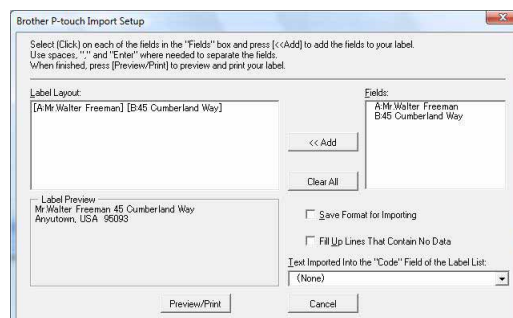 Brother P-touch Import Setup
Select (Click) on each of the fields in the "Fields" box and press [<<Add] to add the fields to your label.
Use spaces, "," and "Enter" where needed to separate the fields.
When finished, press [Preview/Print] to preview and print your label.
Label Layout:
[A:Mr.Walter Freeman] [B:45 Cumberland Way]
Fields:
A:Mr.Walter Freeman
B:45 Cumberland Way
<< Add
Clear All
Label Preview
Mr.Walter Freeman 45 Cumberland Way
Anyutown, USA 95093
Save Format for Importing
Fill Up Lines That Contain No Data
Text Imported Into the "Code" Field of the Label List:
(None)
Preview/Print
Cancel